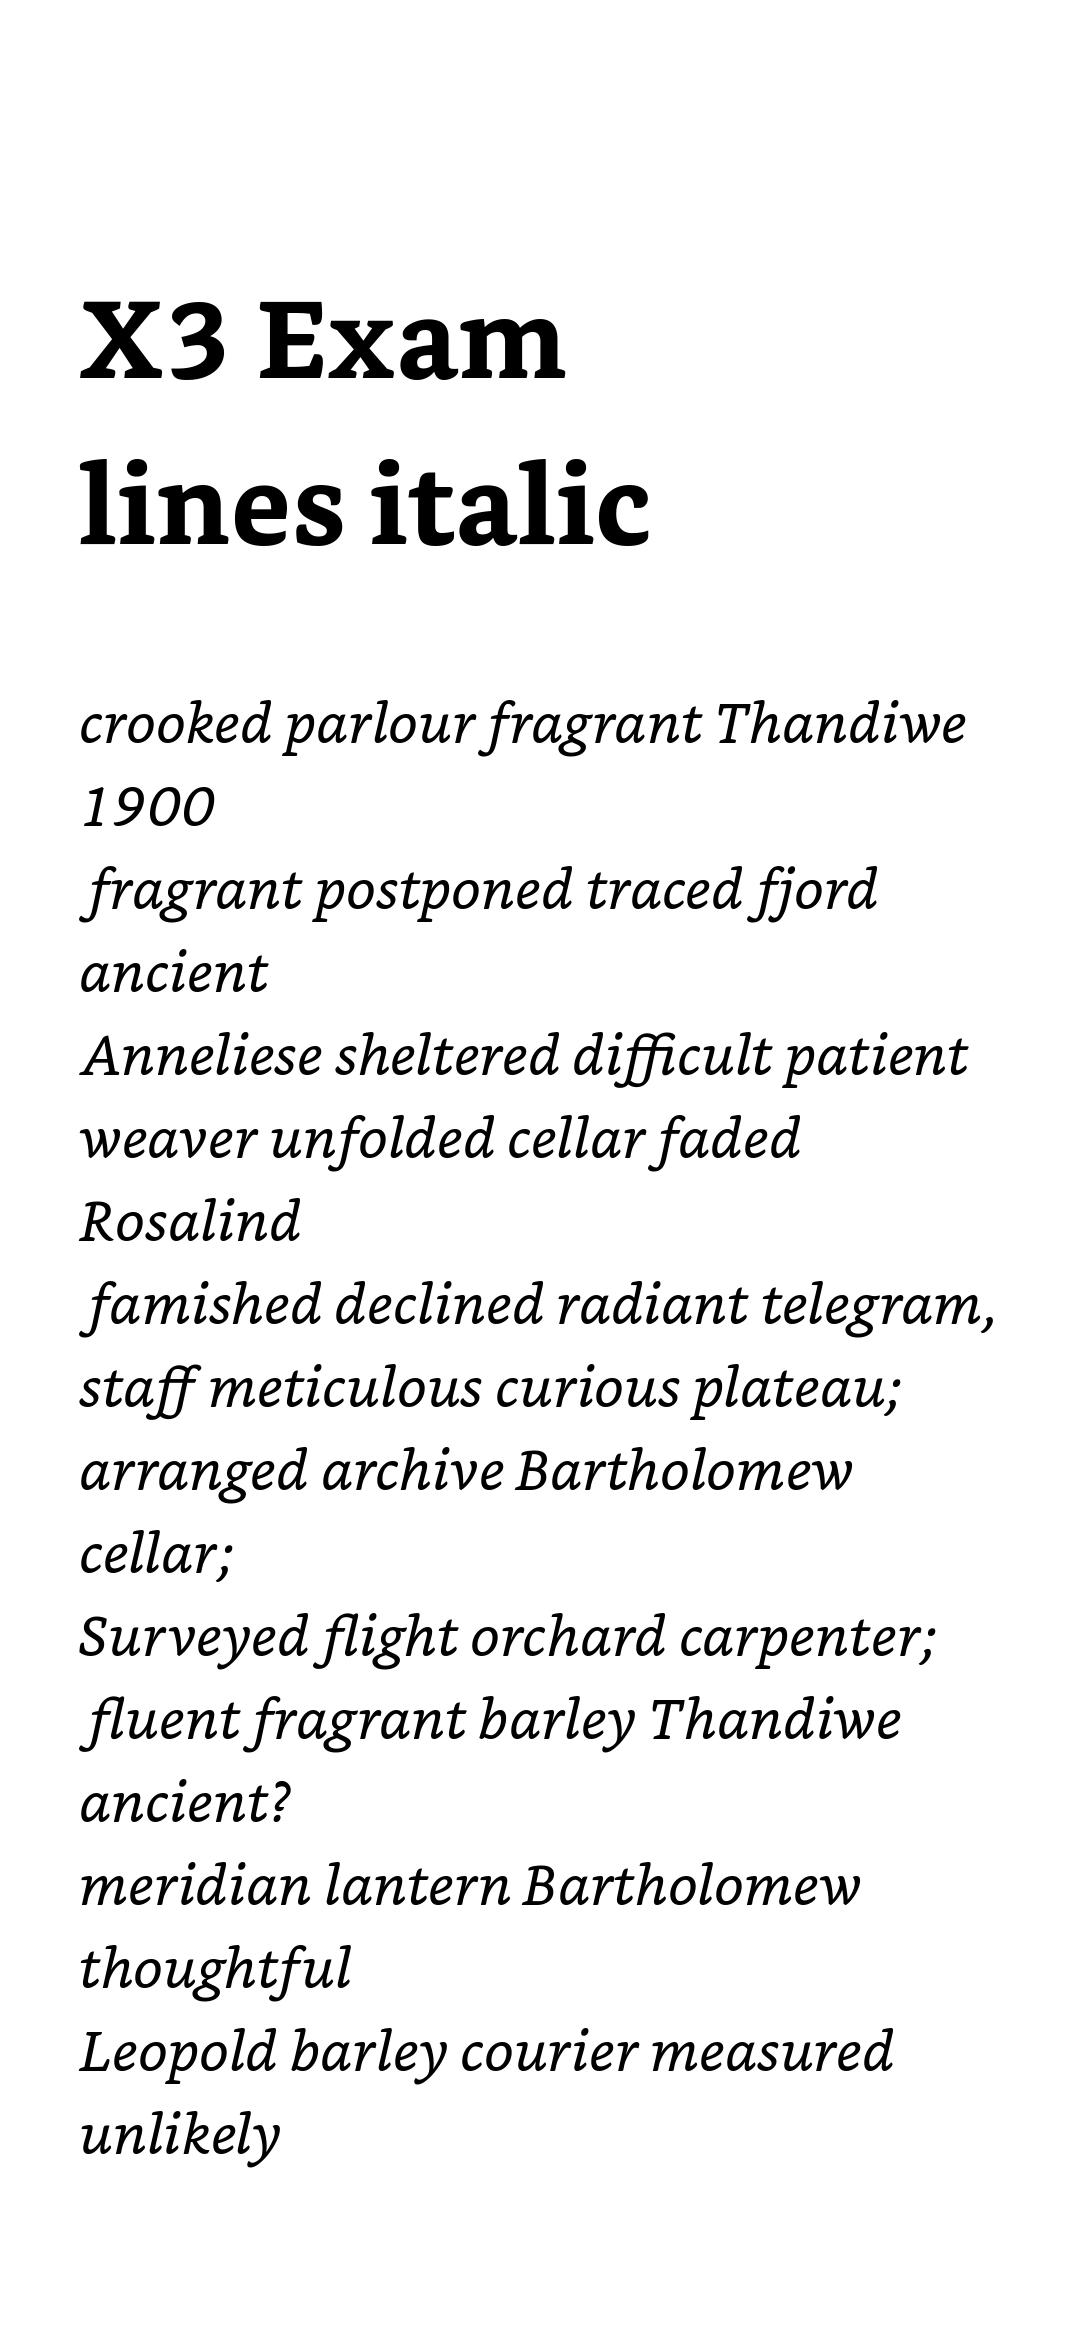 X3 Exam
lines italic
crooked parlour fragrant Thandiwe
1900
fragrant postponed traced fjord
ancient
Anneliese sheltered difficult patient
weaver unfolded cellar faded
Rosalind
famished declined radiant telegram,
staff meticulous curious plateau;
arranged archive Bartholomew
cellar;
Surveyed flight orchard carpenter;
fluent fragrant barley Thandiwe
ancient?
meridian lantern Bartholomew
thoughtful
Leopold barley courier measured
unlikely